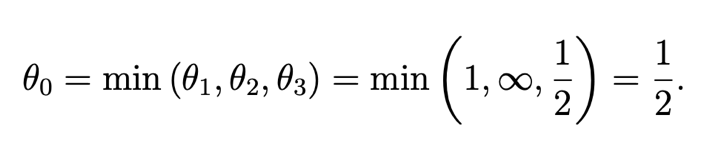 θ₀ = min (θ₁, θ₂, θ₃) = min (1, ∞, 1/2) = 1/2.